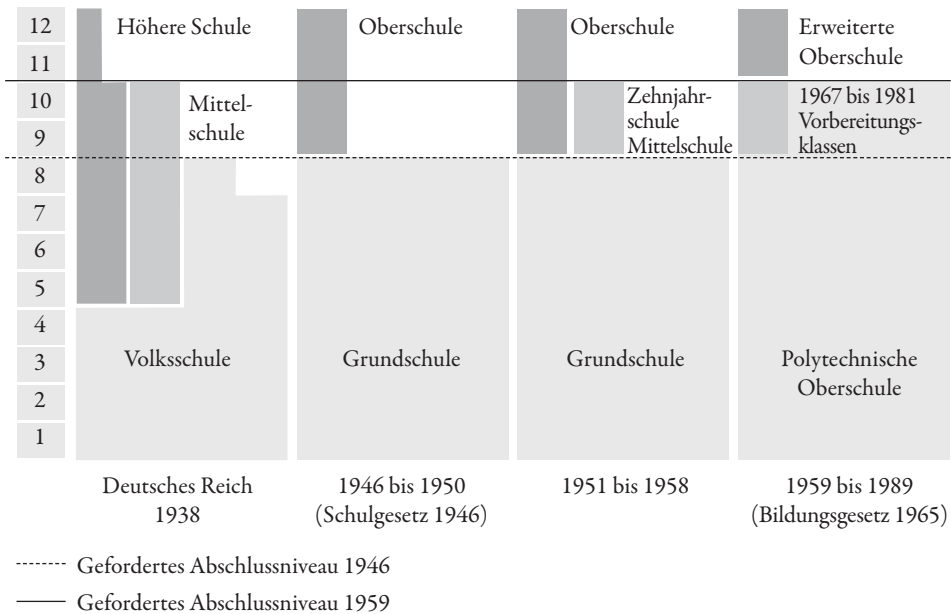 12
11
10
9
8
7
6
5
4
3
2
1
Höhere Schule
Mittel-
schule
Volksschule
Deutsches Reich
1938
Oberschule
Grundschule
1946 bis 1950
(Schulgesetz 1946)
Oberschule
Zehnjahr-
schule
Mittelschule
Grundschule
1951 bis 1958
Erweiterte
Oberschule
1967 bis 1981
Vorbereitungs-
klassen
Polytechnische
Oberschule
1959 bis 1989
(Bildungsgesetz 1965)
Gefordertes Abschlussniveau 1946
Gefordertes Abschlussniveau 1959